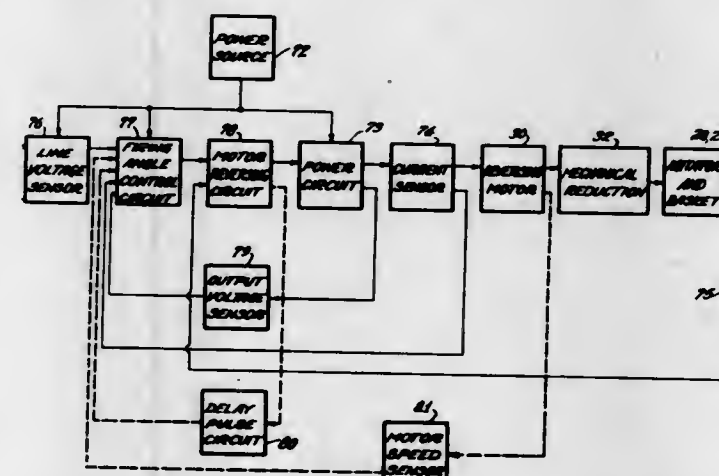 POWER
SOURCE
72
76
LINE
VOLTAGE
SENSOR
77
FIRING
ANGLE
CONTROL
CIRCUIT
78
MOTOR
REVERSING
CIRCUIT
73
POWER
CIRCUIT
74
CURRENT
SENSOR
30
REVERSING
MOTOR
32
MECHANICAL
REDUCTION
AND
BASKET
79
OUTPUT
VOLTAGE
SENSOR
75
DELAY
PULSE
CIRCUIT
80
81
MOTOR
SPEED
SENSOR